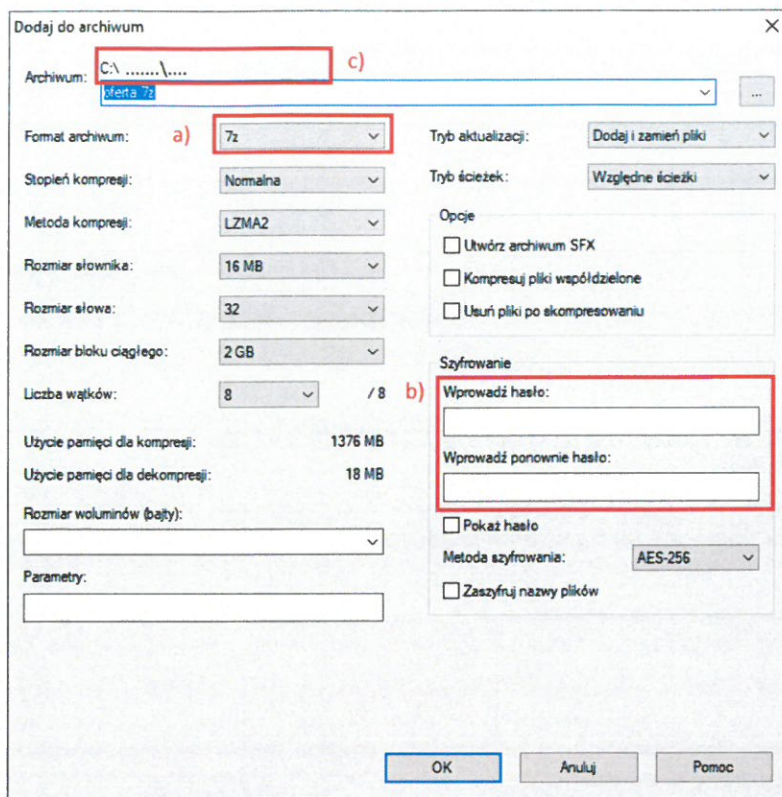 Dodaj do archiwum
C:\ .......\....
c)
Archiwum:
oferta.7z
...
Format archiwum:
a)
7z
Tryb aktualizacji:
Dodaj i zamień pliki
Stopień kompresji:
Normalna
Tryb ścieżek:
Względne ścieżki
Metoda kompresji:
LZMA2
Opcje
Utwórz archiwum SFX
Rozmiar słownika:
16 MB
Kompresuj pliki współdzielone
Rozmiar słowa:
32
Usuń pliki po skompresowaniu
Rozmiar bloku ciągłego:
2 GB
Szyfrowanie
Liczba wątków:
8
/ 8
b)
Wprowadź hasło:
Użycie pamięci dla kompresji:
1376 MB
Wprowadź ponownie hasło:
Użycie pamięci dla dekompresji:
18 MB
Rozmiar woluminów (bajty):
Pokaż hasło
Metoda szyfrowania:
AES-256
Parametry:
Zaszyfruj nazwy plików
OK
Anuluj
Pomoc